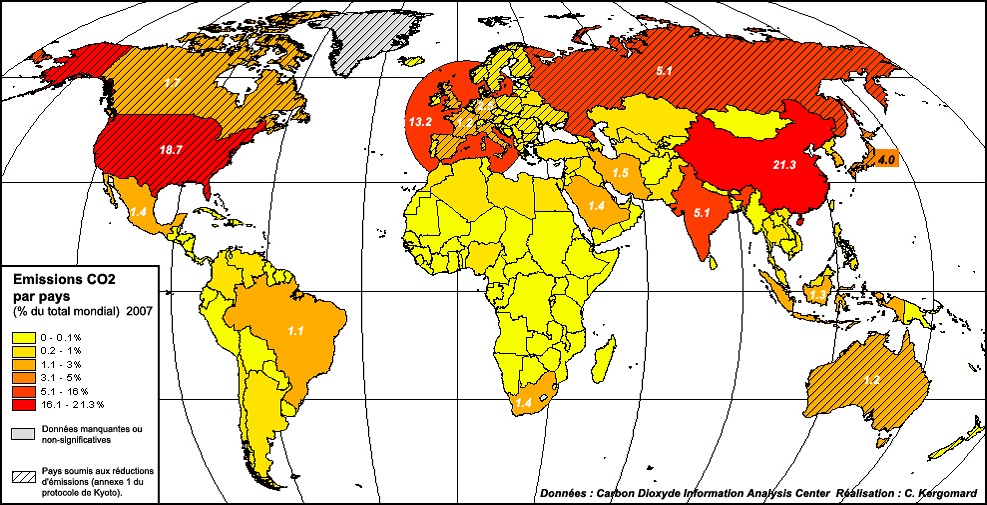 1.7
5.1
13.2
1.2
18.7
21.3
4.0
1.5
1.4
5.1
1.4
1.3
1.1
1.2
1.4
Emissions CO2
par pays
(% du total mondial) 2007
0 - 0.1%
0.2 - 1%
1.1 - 3%
3.1 - 5%
5.1 - 16%
16.1 - 21.3%
Données manquantes ou
non-significatives
Pays soumis aux réductions
d'émissions (annexe 1 du
protocole de Kyoto).
Données : Carbon Dioxyde Information Analysis Center Réalisation : C. Kergomard